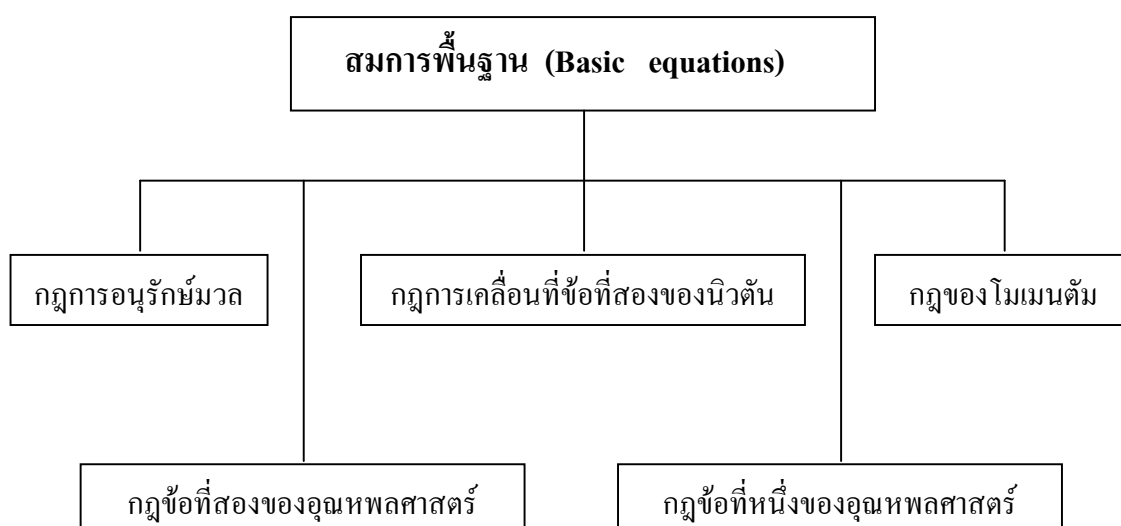 สมการพื้นฐาน (Basic equations)
กฎการอนุรักษ์มวล
กฎการเคลื่อนที่ข้อที่สองของนิวตัน
กฎของโมเมนตัม
กฎข้อที่สองของอุณหพลศาสตร์
กฎข้อที่หนึ่งของอุณหพลศาสตร์